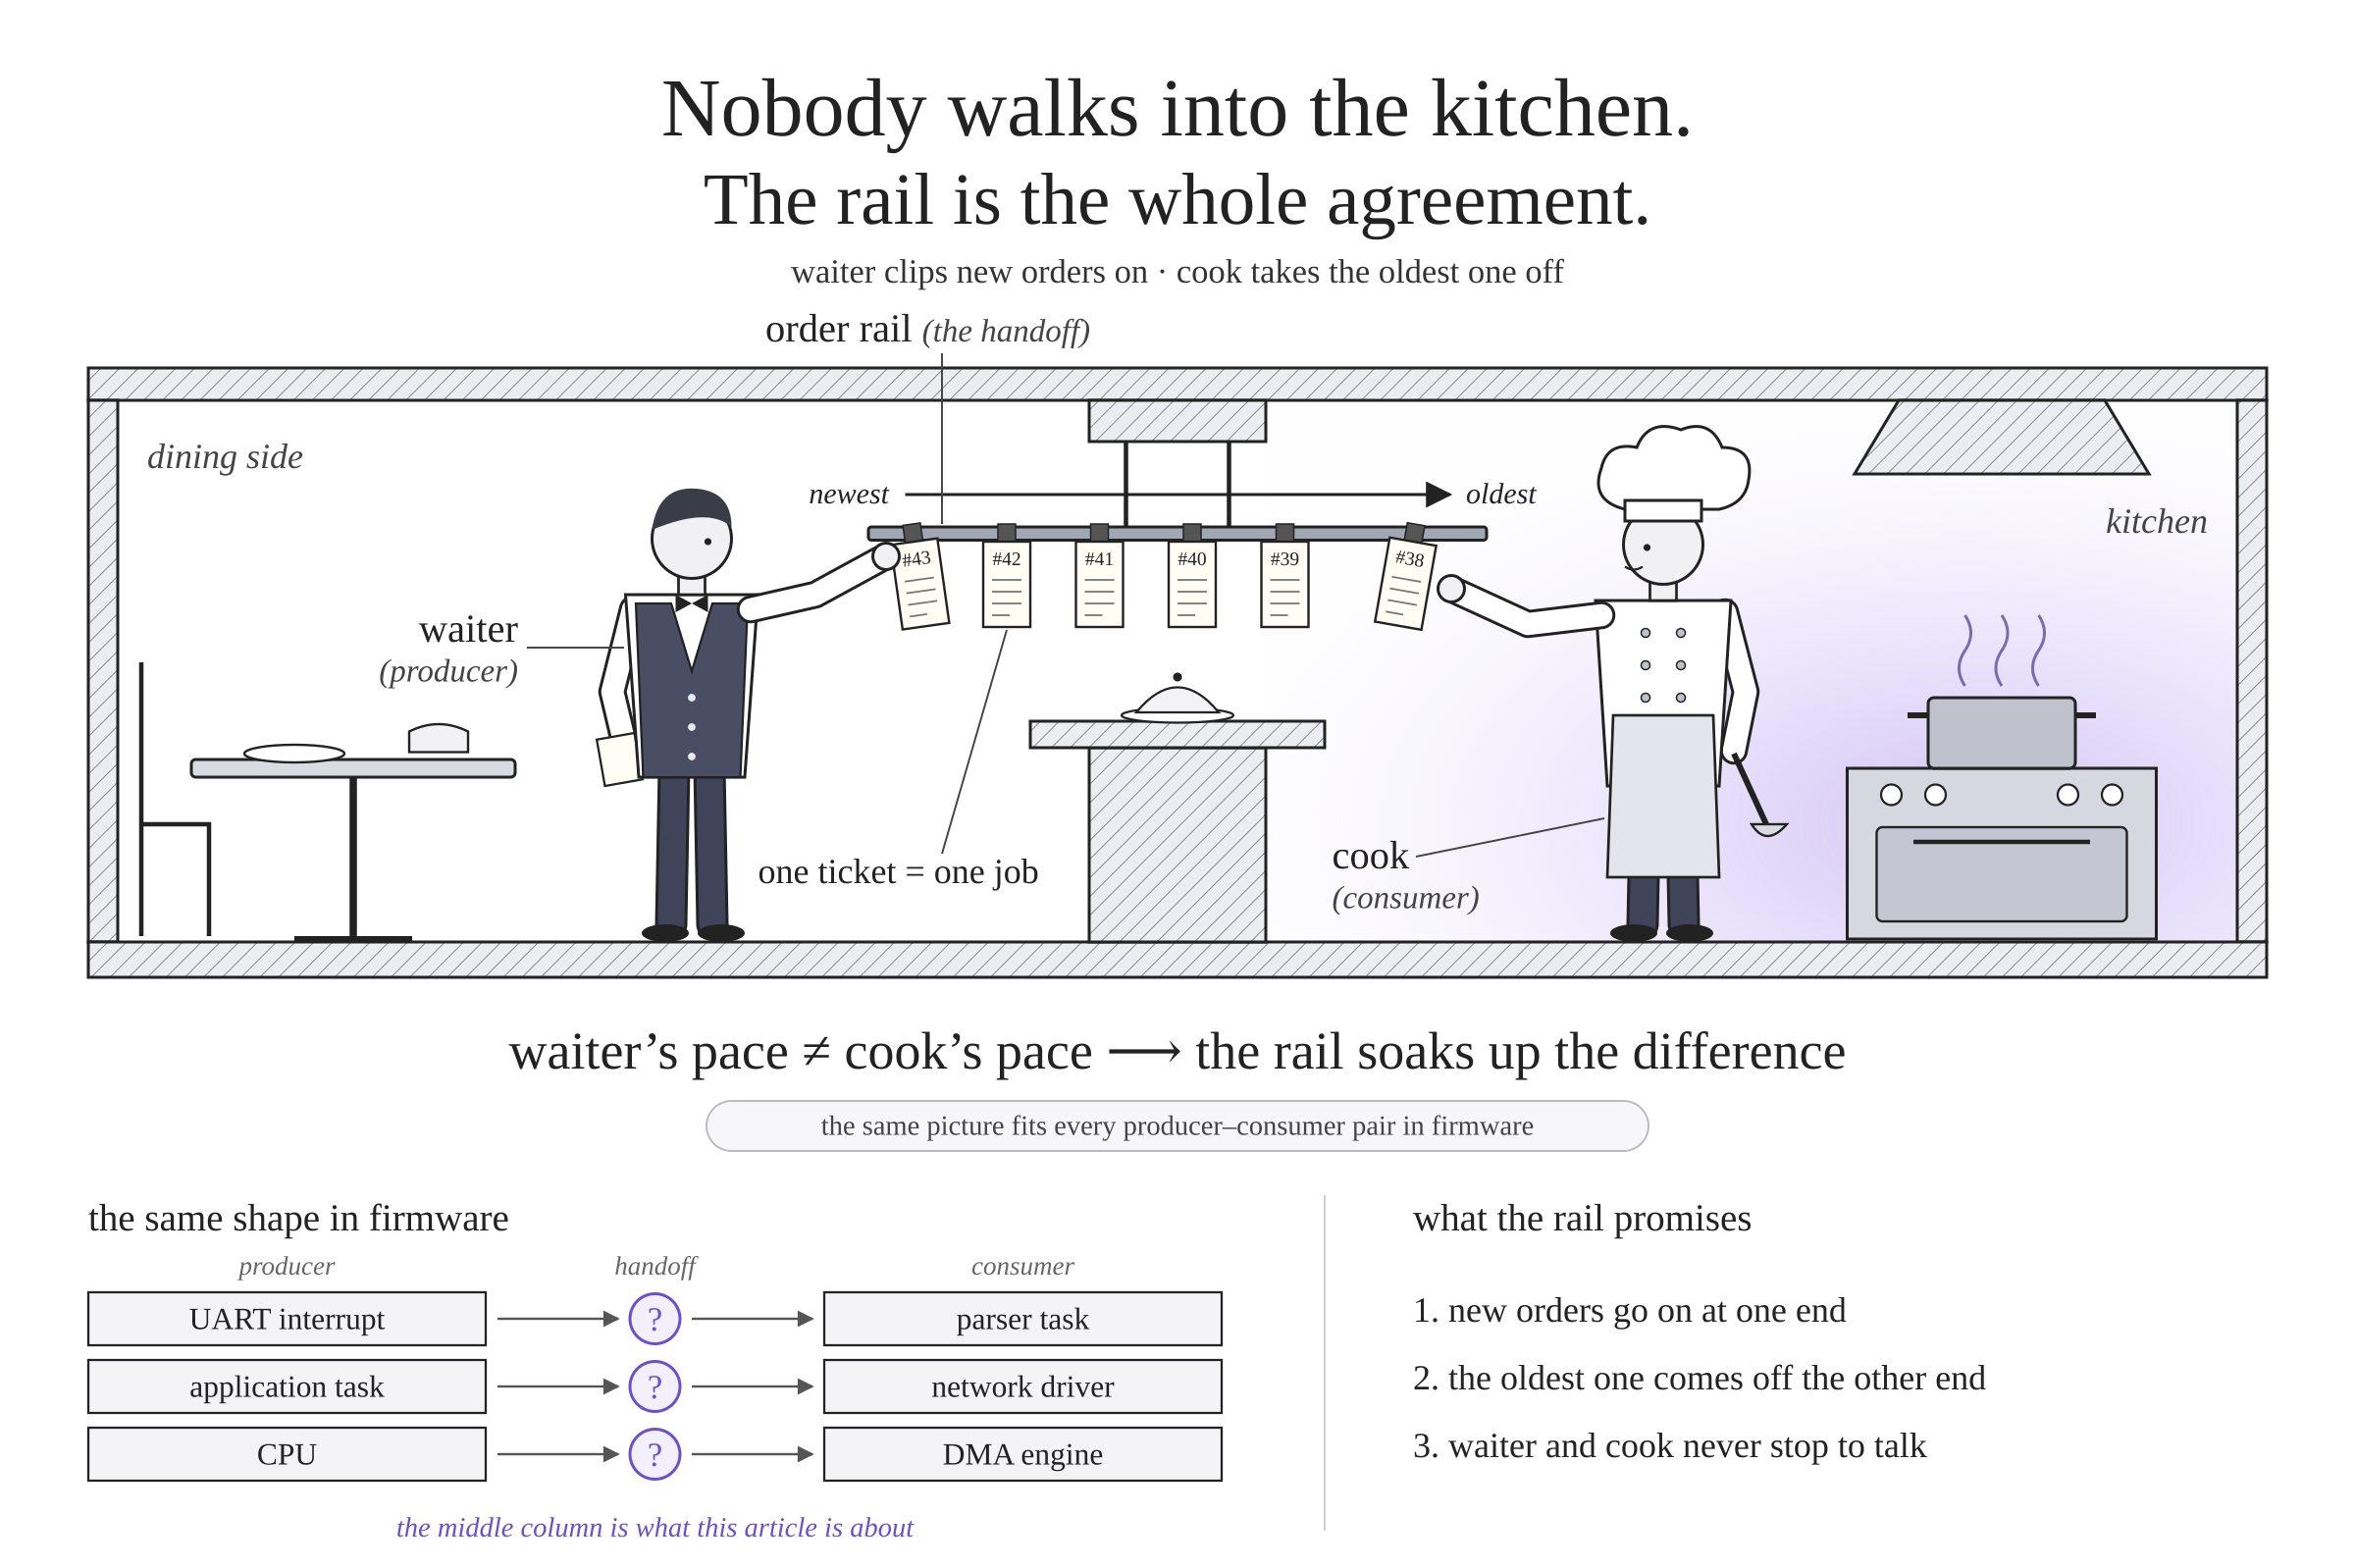 Nobody walks into the kitchen.
The rail is the whole agreement.
waiter clips new orders on · cook takes the oldest one off
order rail (the handoff)
dining side
newest
oldest
kitchen
#43
#42
#41
#40
#39
#38
waiter
(producer)
one ticket = one job
cook
(consumer)
waiter’s pace ≠ cook’s pace ⟶ the rail soaks up the difference
the same picture fits every producer–consumer pair in firmware
the same shape in firmware
producer
handoff
consumer
UART interrupt
?
parser task
application task
?
network driver
CPU
?
DMA engine
the middle column is what this article is about
what the rail promises
1. new orders go on at one end
2. the oldest one comes off the other end
3. waiter and cook never stop to talk